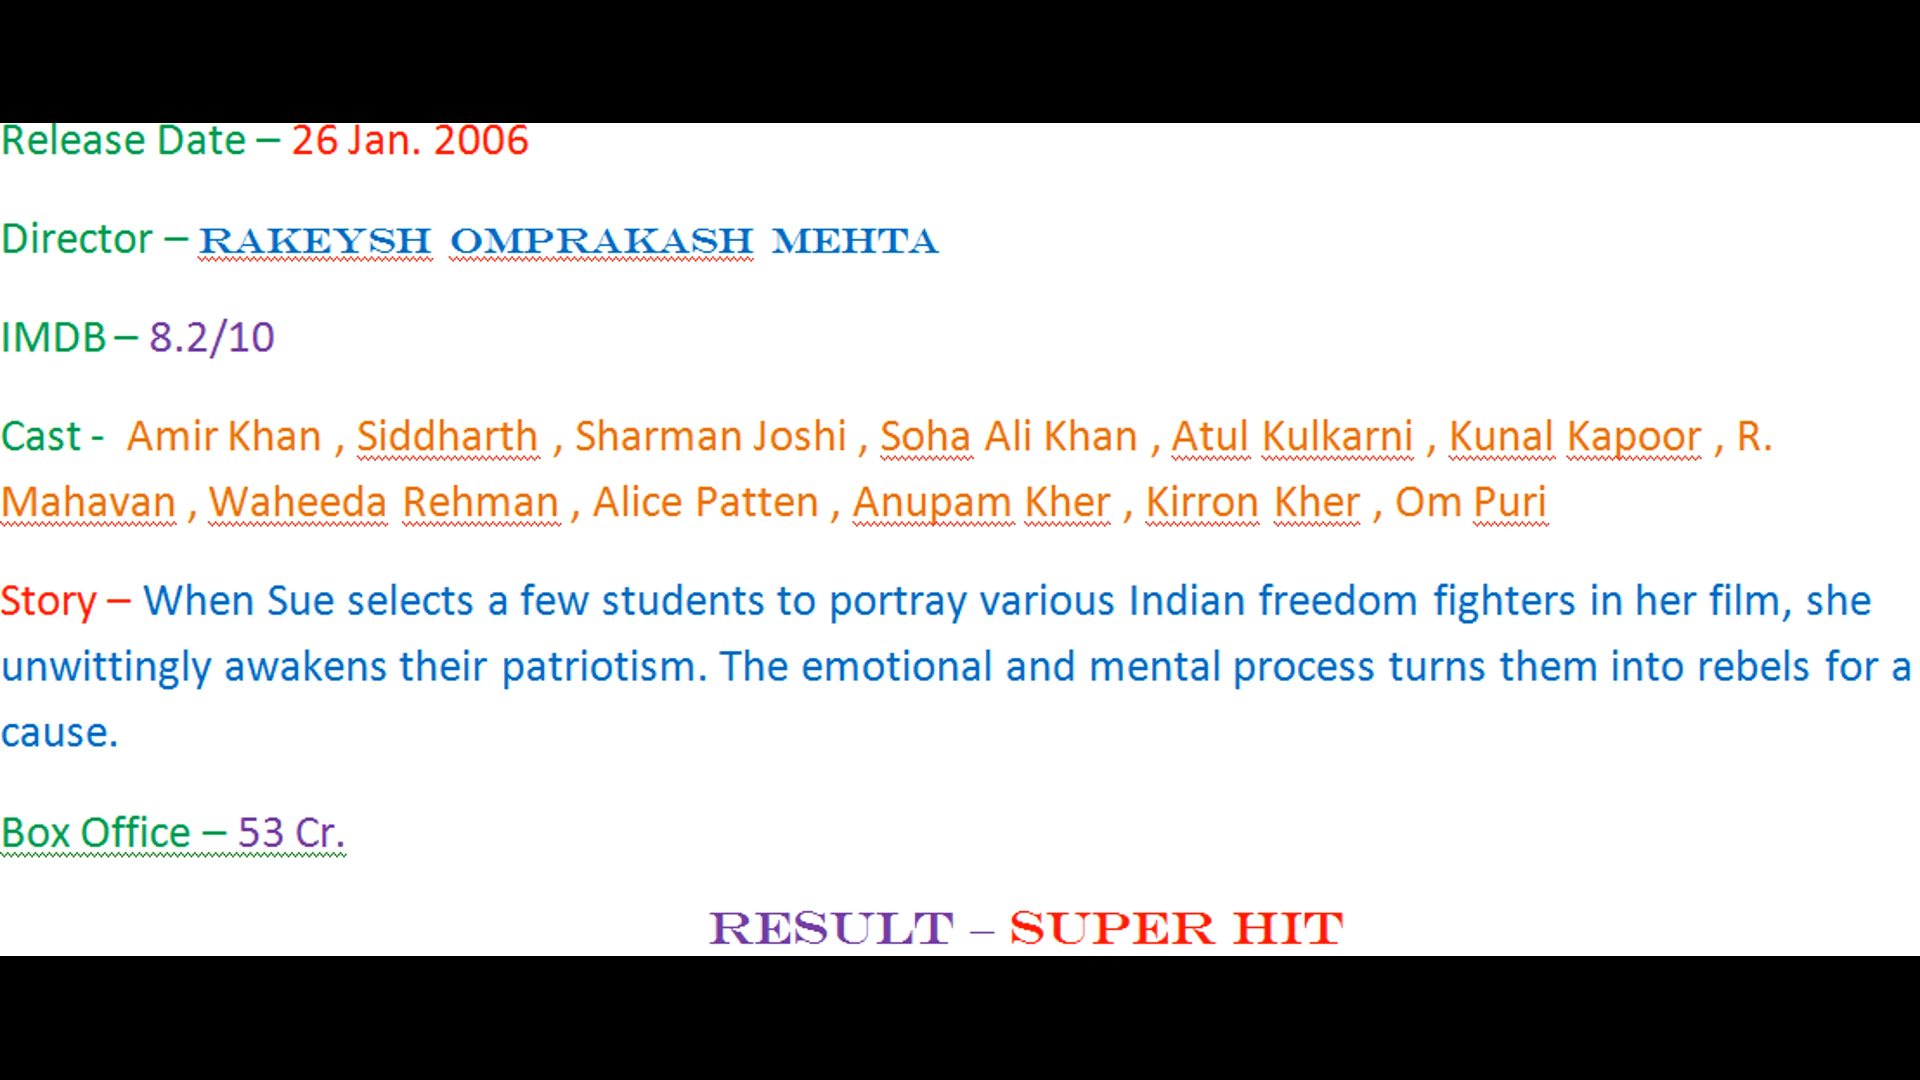 Release Date – 26 Jan. 2006
Director – RAKEYSH OMPRAKASH MEHTA
IMDB – 8.2/10
Cast - Amir Khan , Siddharth , Sharman Joshi , Soha Ali Khan , Atul Kulkarni , Kunal Kapoor , R.
Mahavan , Waheeda Rehman , Alice Patten , Anupam Kher , Kirron Kher , Om Puri
Story – When Sue selects a few students to portray various Indian freedom fighters in her film, she
unwittingly awakens their patriotism. The emotional and mental process turns them into rebels for a
cause.
Box Office – 53 Cr.
RESULT – SUPER HIT